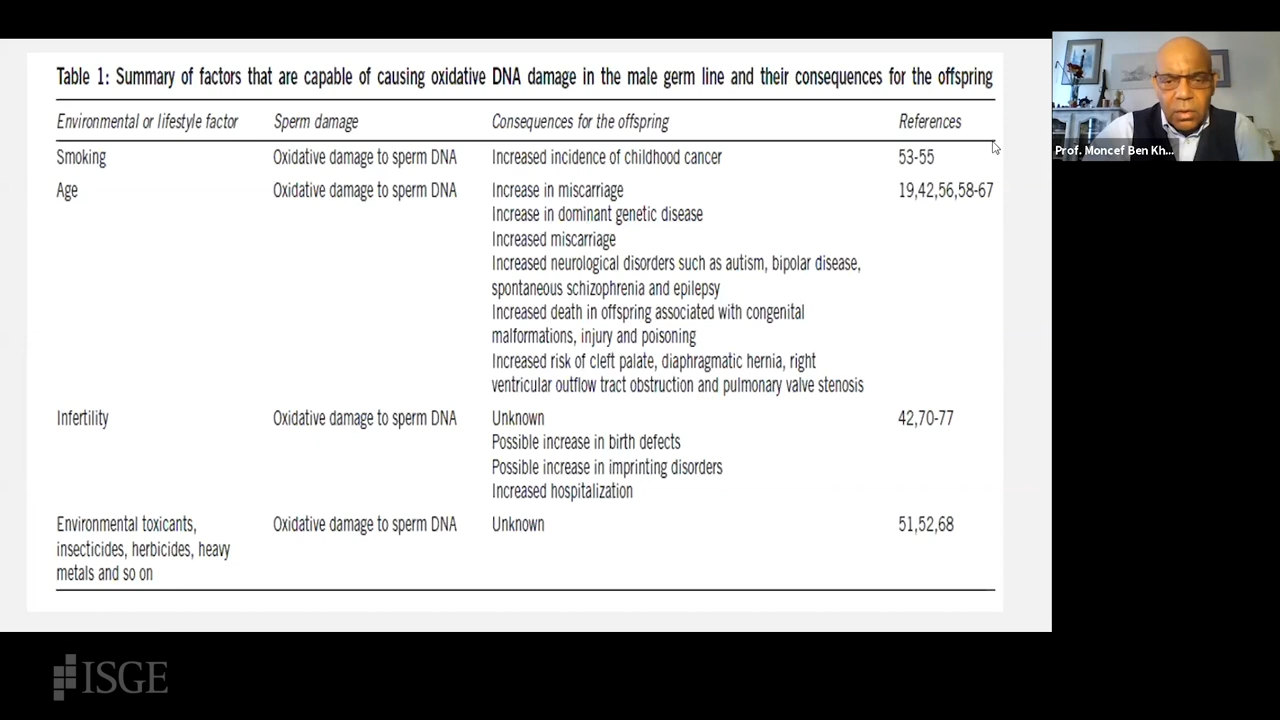 Table 1: Summary of factors that are capable of causing oxidative DNA damage in the male germ line and their consequences for the offspring
Environmental or lifestyle factor Sperm damage Consequences for the offspring References
Smoking Oxidative damage to sperm DNA Increased incidence of childhood cancer 53-55
Age Oxidative damage to sperm DNA Increase in miscarriage 19,42,56,58-67
Increase in dominant genetic disease
Increased miscarriage
Increased neurological disorders such as autism, bipolar disease,
spontaneous schizophrenia and epilepsy
Increased death in offspring associated with congenital
malformations, injury and poisoning
Increased risk of cleft palate, diaphragmatic hernia, right
ventricular outflow tract obstruction and pulmonary valve stenosis
Infertility Oxidative damage to sperm DNA Unknown 42,70-77
Possible increase in birth defects
Possible increase in imprinting disorders
Increased hospitalization
Environmental toxicants, Oxidative damage to sperm DNA Unknown 51,52,68
insecticides, herbicides, heavy
metals and so on
Prof. Moncef Ben Kh...
ISGE